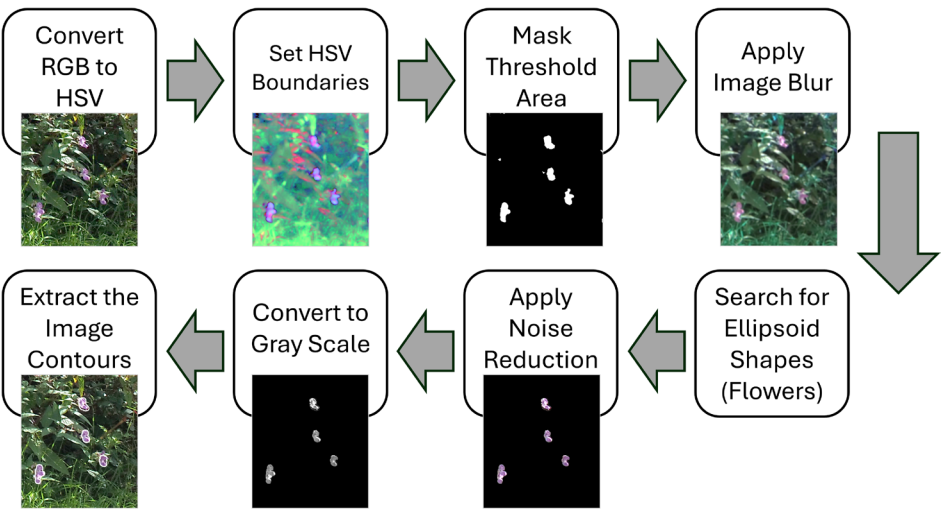 Convert
RGB to
HSV
Set HSV
Boundaries
Mask
Threshold
Area
Apply
Image Blur
Search for
Ellipsoid
Shapes
(Flowers)
Apply
Noise
Reduction
Convert to
Gray Scale
Extract the
Image
Contours